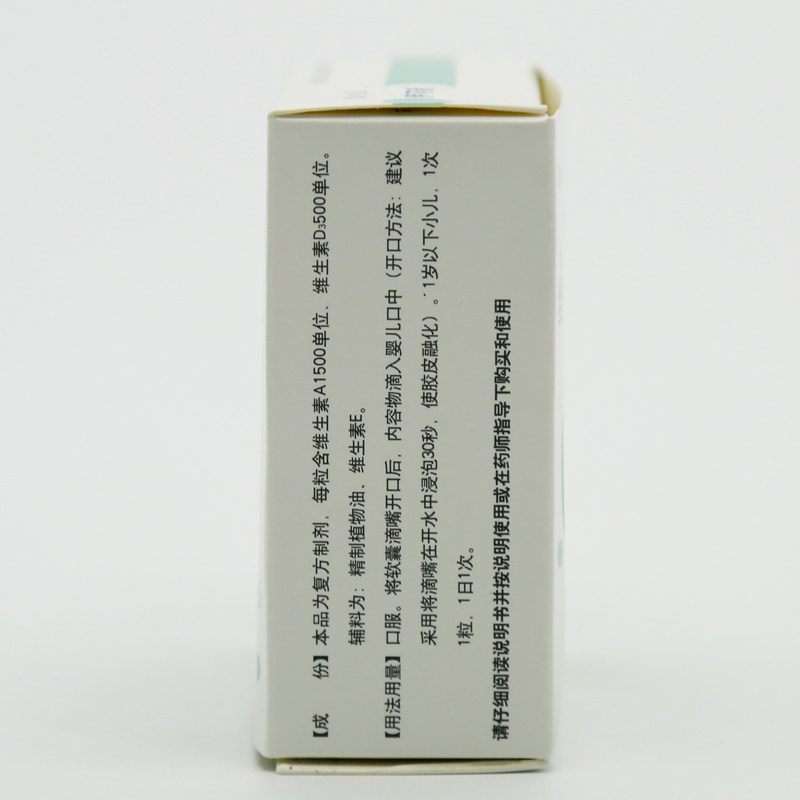 【成　　份】本品为复方制剂，每粒含维生素A1500单位、维生素D₃500单位。
辅料为：精制植物油、维生素E。
【用法用量】口服。将软囊滴嘴开口后，内容物滴入婴儿口中（开口方法：建议
采用将滴嘴在开水中浸泡30秒，使胶皮融化）。1岁以下小儿，1次
1粒，1日1次。
请仔细阅读说明书并按说明使用或在药师指导下购买和使用